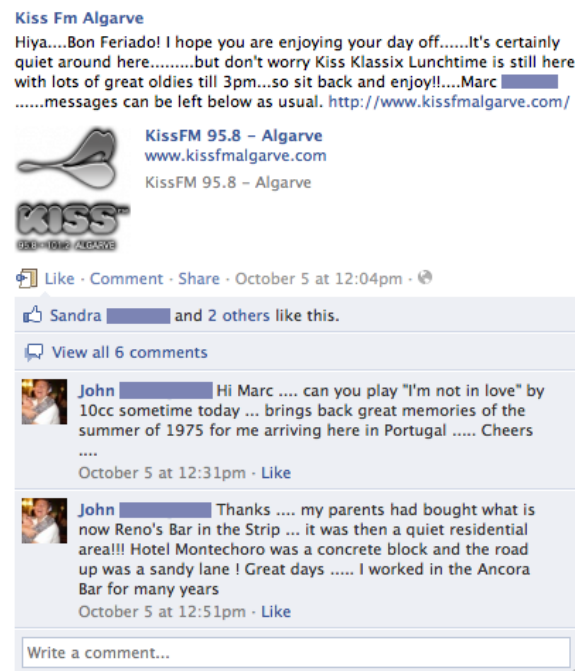 Kiss Fm Algarve
Hiya....Bon Feriado! I hope you are enjoying your day off......It's certainly
quiet around here.........but don't worry Kiss Klassix Lunchtime is still here
with lots of great oldies till 3pm...so sit back and enjoy!!....Marc
......messages can be left below as usual. http://www.kissfmalgarve.com/
KissFM 95.8 – Algarve
www.kissfmalgarve.com
KissFM 95.8 – Algarve
KISS FM
95.8 - 101.2 ALGARVE
Like · Comment · Share · October 5 at 12:04pm ·
Sandra and 2 others like this.
View all 6 comments
John Hi Marc .... can you play "I'm not in love" by
10cc sometime today ... brings back great memories of the
summer of 1975 for me arriving here in Portugal ..... Cheers
....
October 5 at 12:31pm · Like
John Thanks .... my parents had bought what is
now Reno's Bar in the Strip ... it was then a quiet residential
area!!! Hotel Montechoro was a concrete block and the road
up was a sandy lane ! Great days ..... I worked in the Ancora
Bar for many years
October 5 at 12:51pm · Like
Write a comment...